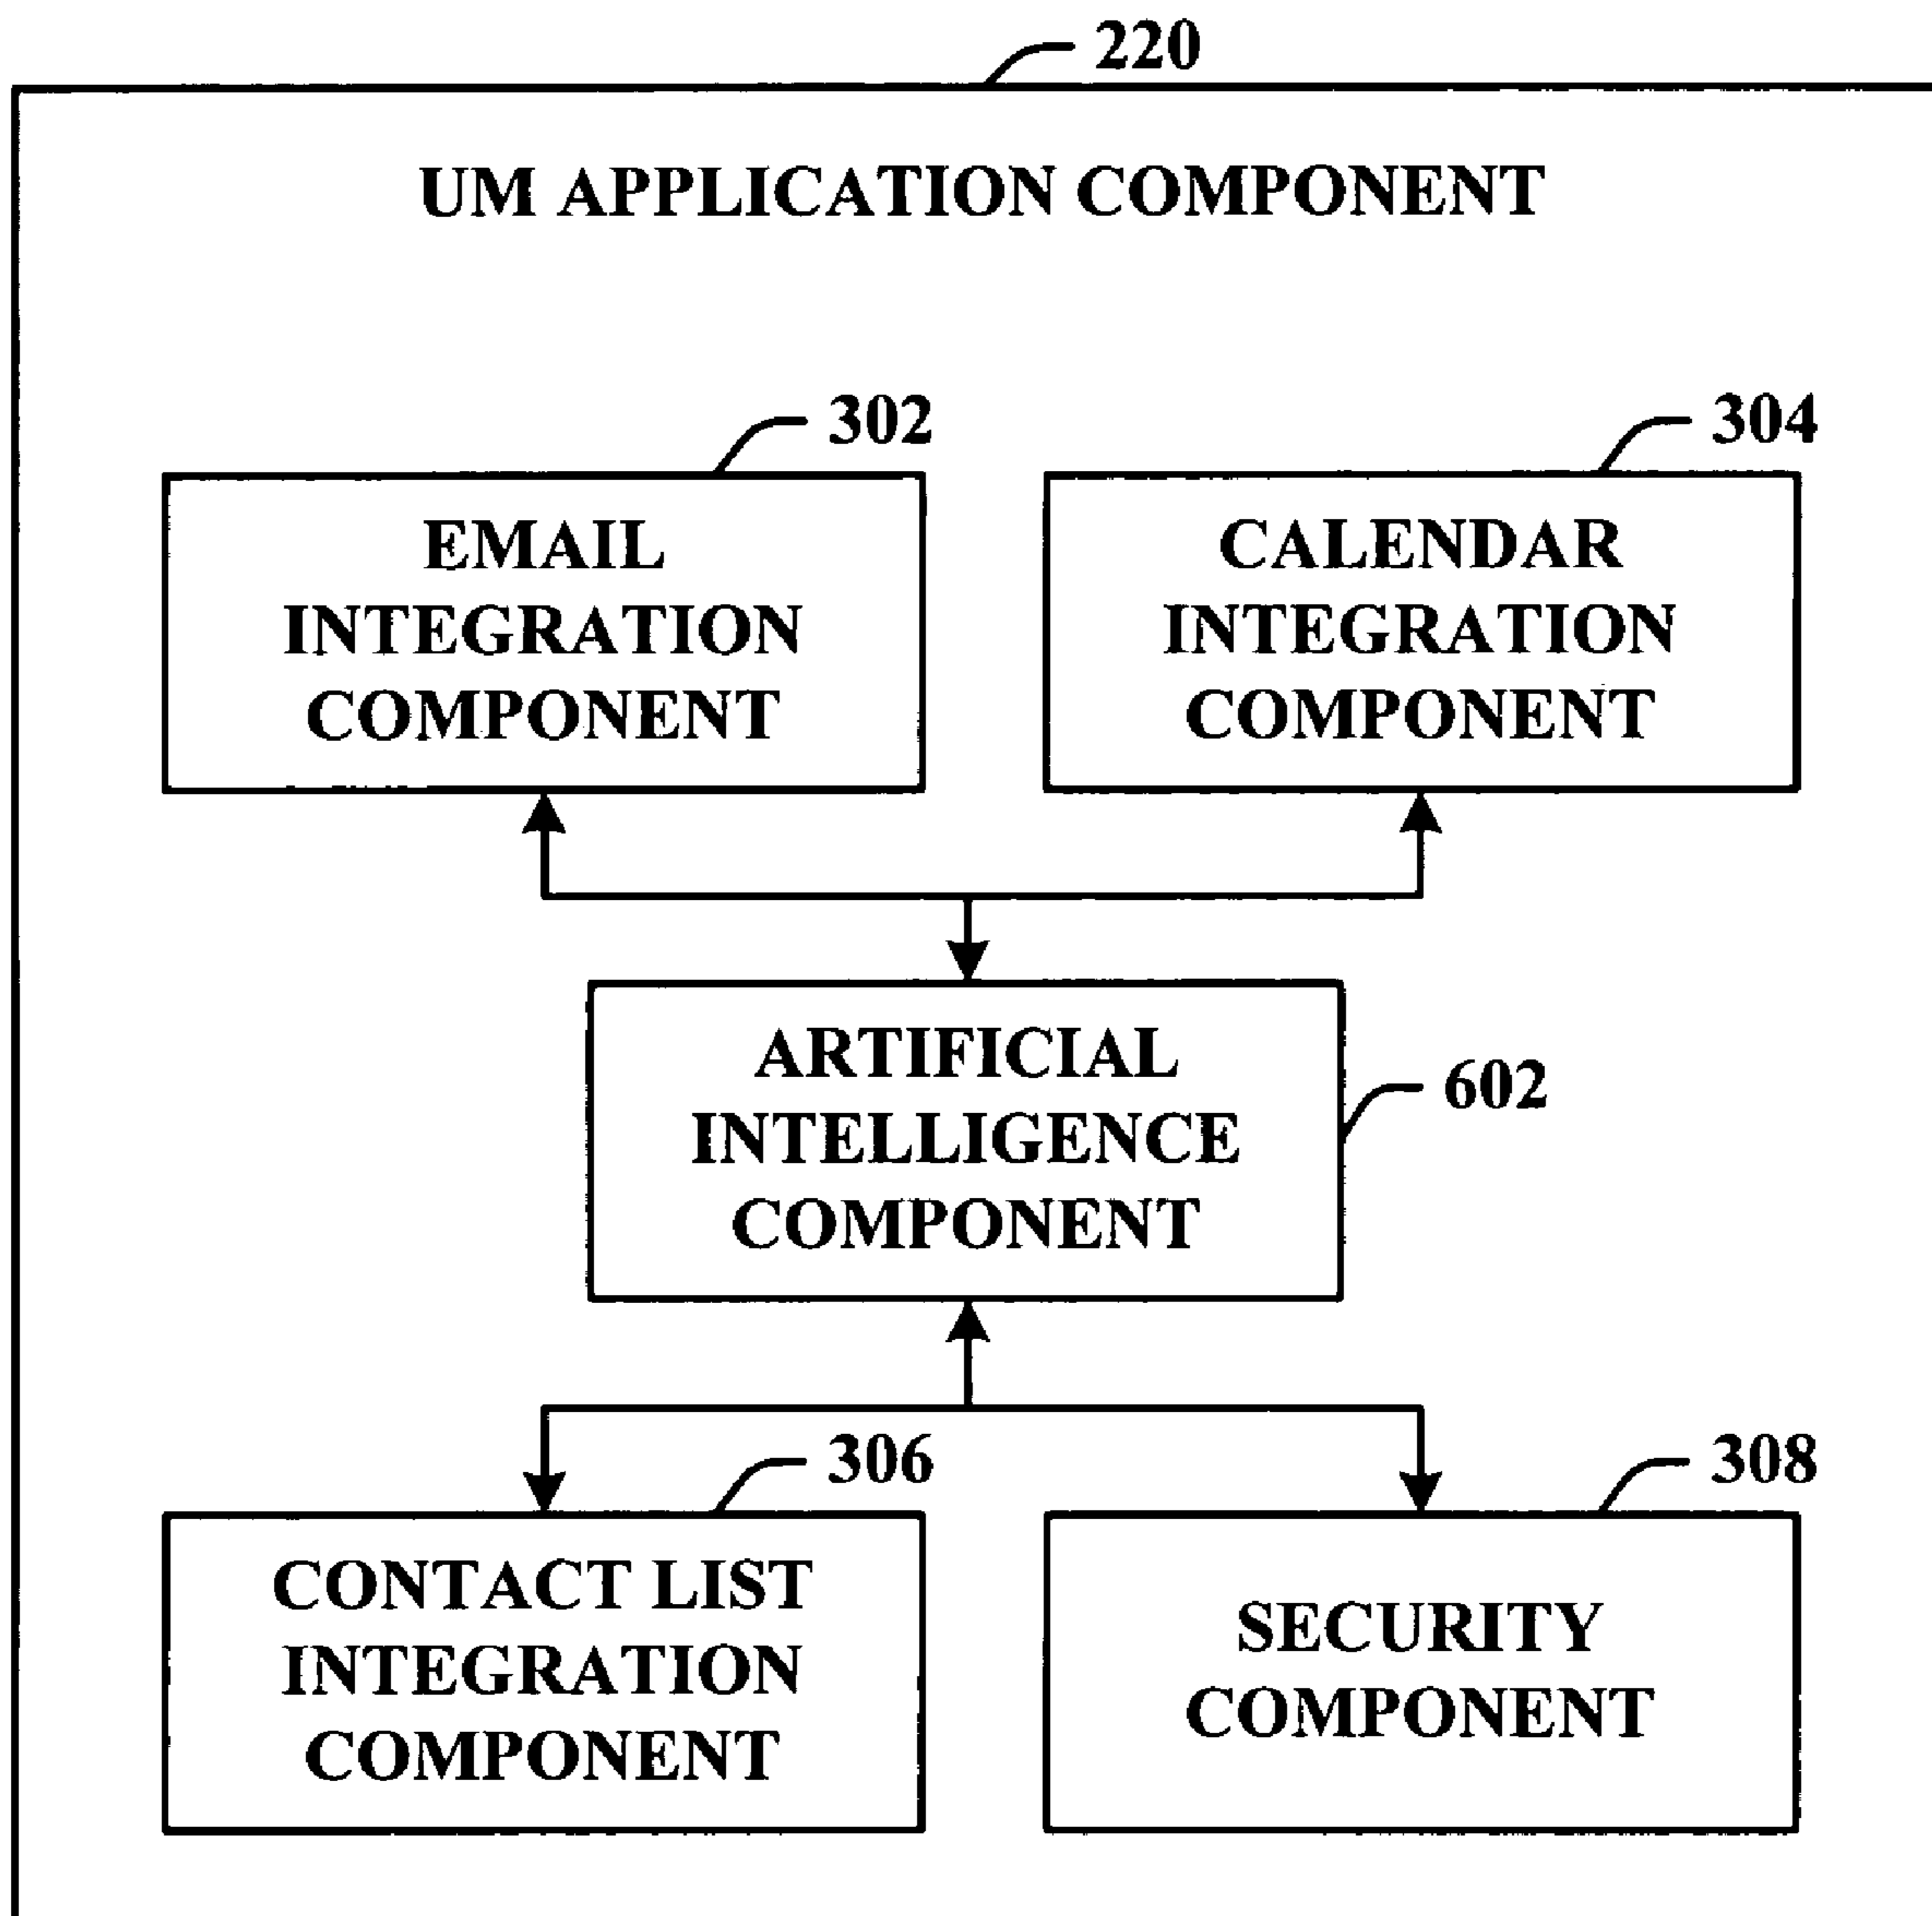 220
UM APPLICATION COMPONENT
302
304
EMAIL
INTEGRATION
COMPONENT
CALENDAR
INTEGRATION
COMPONENT
ARTIFICIAL
INTELLIGENCE
COMPONENT
602
306
308
CONTACT LIST
INTEGRATION
COMPONENT
SECURITY
COMPONENT